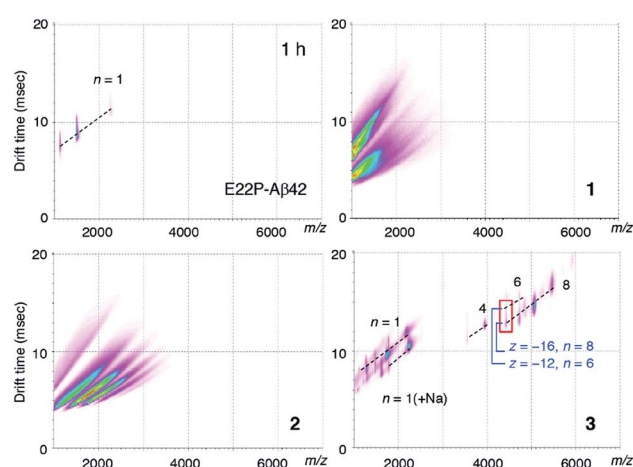 Drift time (msec)
20
10
0
1 h
n = 1
E22P-Aβ42
2000
4000
6000
m/z
20
10
0
1
2000
4000
6000
m/z
Drift time (msec)
20
10
0
2
2000
4000
6000
m/z
20
10
0
n = 1
4
6
8
z = -16, n = 8
z = -12, n = 6
n = 1(+Na)
3
2000
4000
6000
m/z